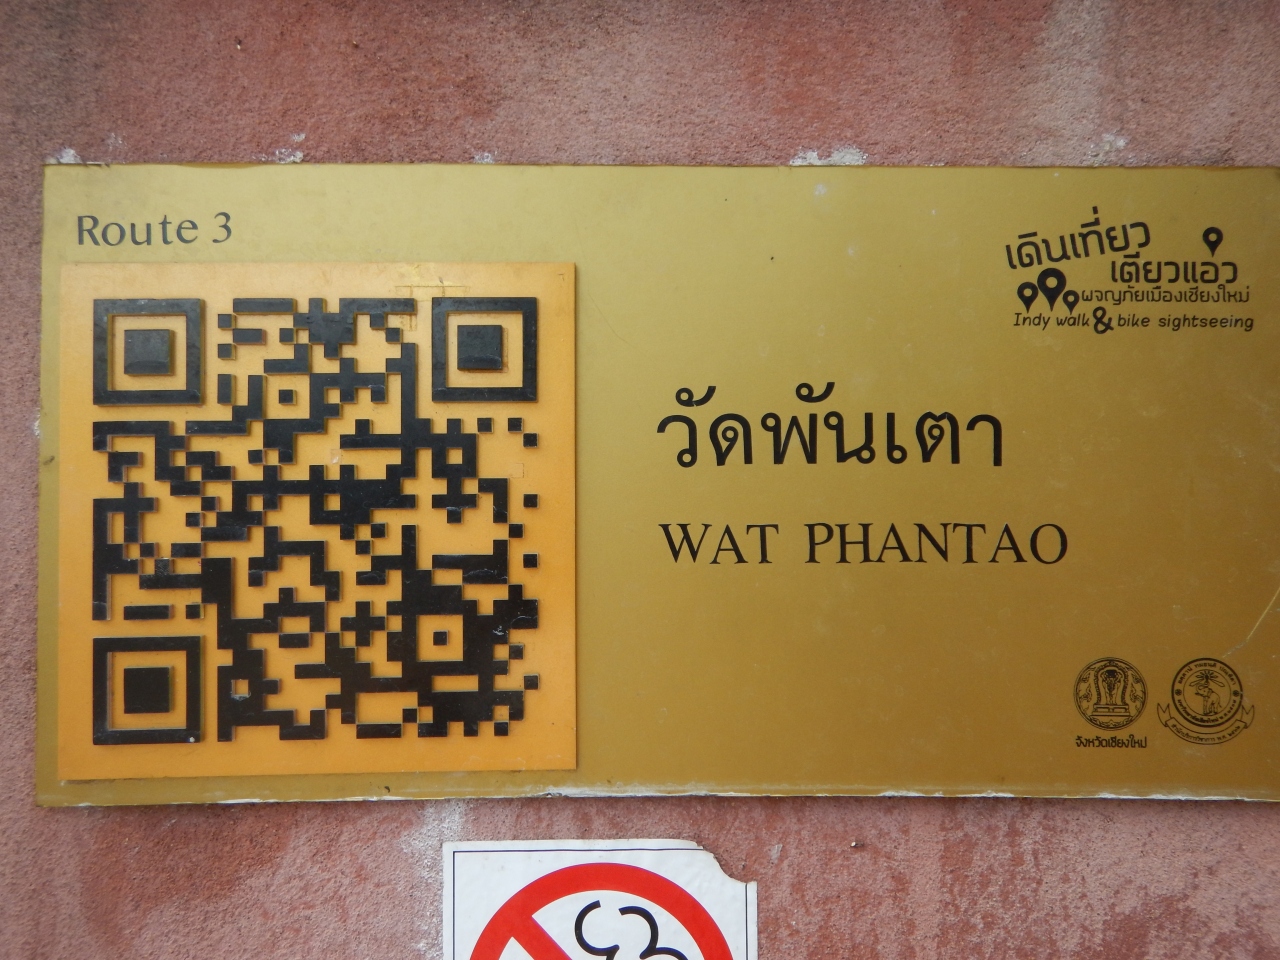 Route 3
เดินเที่ยว
เตียวแอ่ว
ผจญภัยเมืองเชียงใหม่
Indy walk & bike sightseeing
วัดพันเตา
WAT PHANTAO
จังหวัดเชียงใหม่